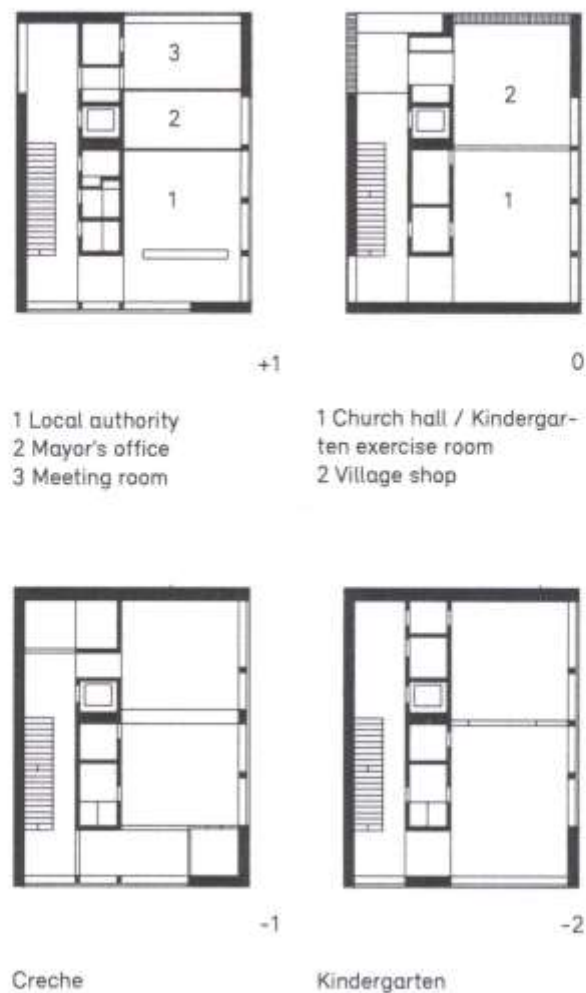 3
2
1
2
1
+1
0
1 Local authority
2 Mayor's office
3 Meeting room
1 Church hall / Kindergar-
ten exercise room
2 Village shop
-1
-2
Creche
Kindergarten